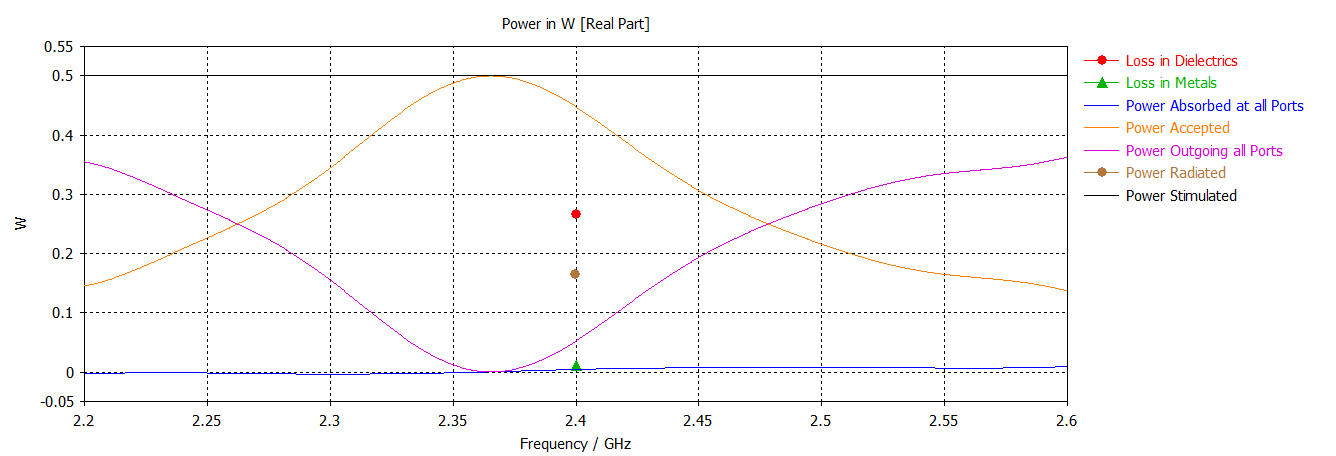 Power in W [Real Part]
0.55
0.5
0.4
0.3
0.2
0.1
0
-0.05
W
2.2 2.25 2.3 2.35 2.4 2.45 2.5 2.55 2.6
Frequency / GHz
Loss in Dielectrics
Loss in Metals
Power Absorbed at all Ports
Power Accepted
Power Outgoing all Ports
Power Radiated
Power Stimulated